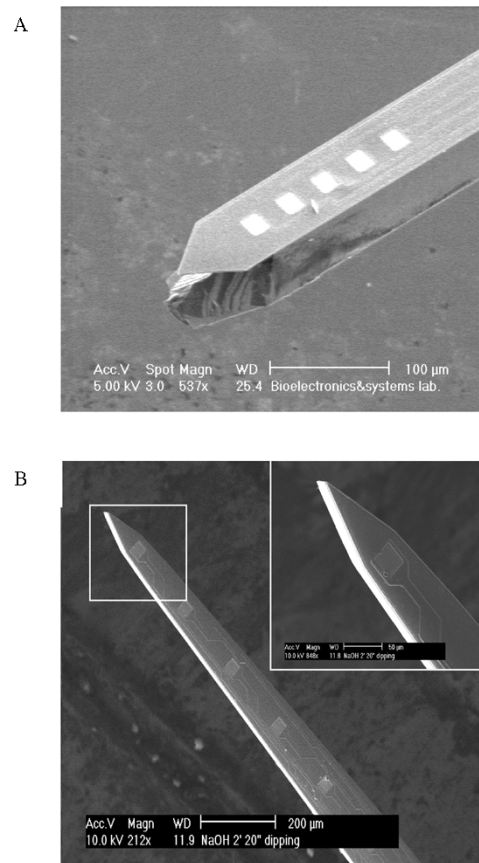 A
Acc.V Spot Magn WD 100 µm
5.00 kV 3.0 537x 25.4 Bioelectronics&systems lab.
B
Acc.V Magn WD 50 µm
10.0 kV 848x 11.8 NaOH 2' 20" dipping
Acc.V Magn WD 200 µm
10.0 kV 212x 11.9 NaOH 2' 20" dipping